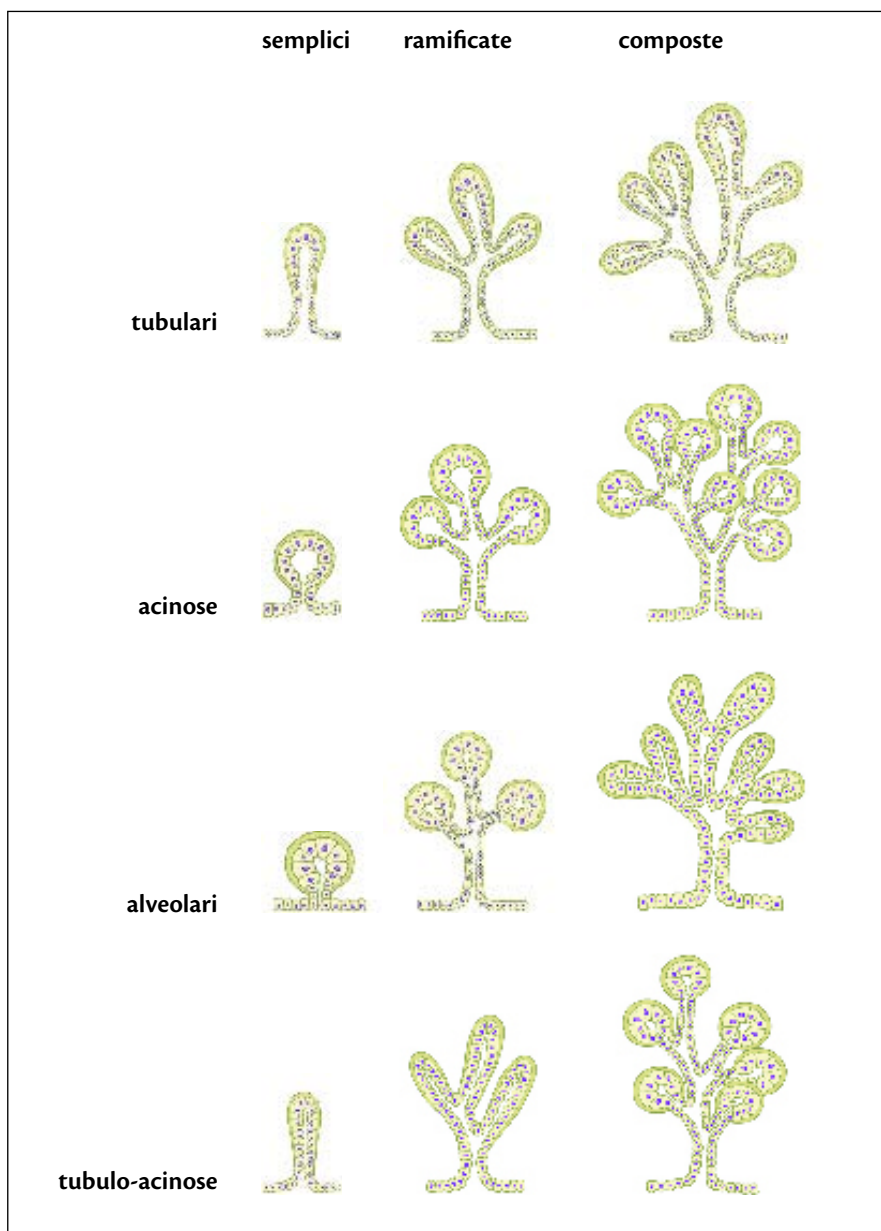 semplici ramificate composte
tubulari
acinose
alveolari
tubulo-acinose